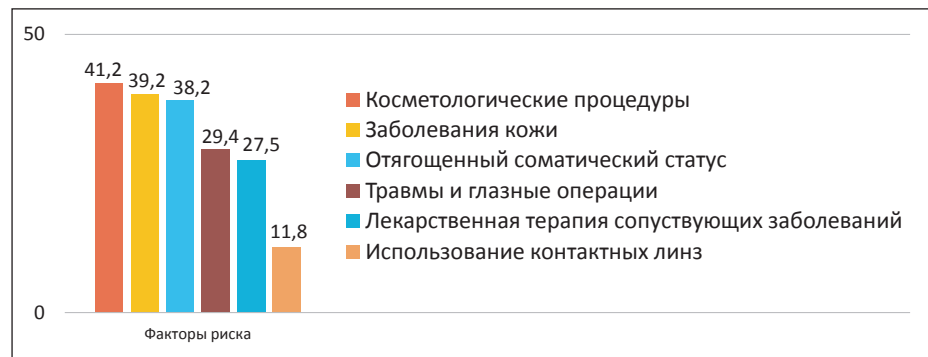 50
41,2
39,2
38,2
29,4
27,5
11,8
0
Факторы риска
Косметологические процедуры
Заболевания кожи
Отягощенный соматический статус
Травмы и глазные операции
Лекарственная терапия сопуствующих заболеваний
Использование контактных линз